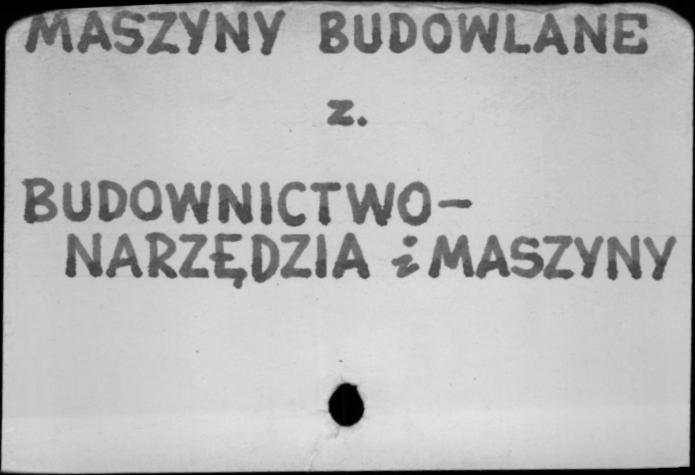 MASZYNY BUDOWLANE
z.
BUDOWNICTWO-
NARZĘDZIA i MASZYNY